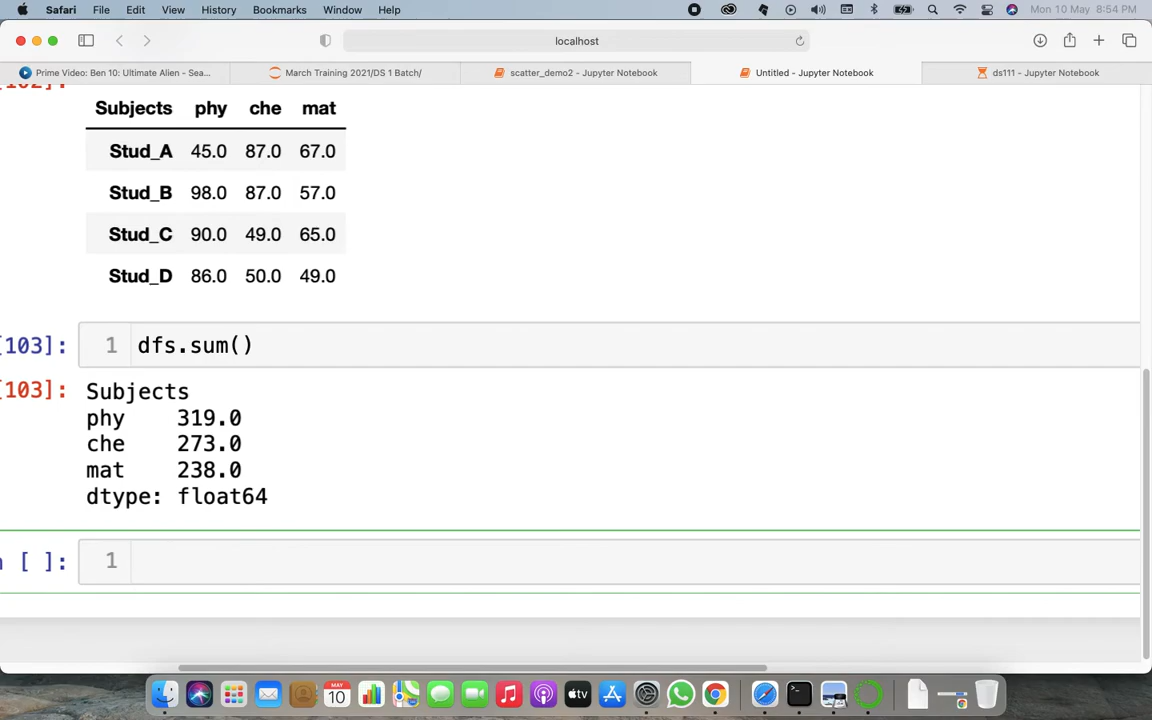 Safari File Edit View History Bookmarks Window Help Mon 10 May 8:54 PM
localhost
Prime Video: Ben 10: Ultimate Alien - Sea... March Training 2021/DS 1 Batch/ scatter_demo2 - Jupyter Notebook Untitled - Jupyter Notebook ds111 - Jupyter Notebook
Subjects phy che mat
Stud_A 45.0 87.0 67.0
Stud_B 98.0 87.0 57.0
Stud_C 90.0 49.0 65.0
Stud_D 86.0 50.0 49.0
[103]: 1 dfs.sum()
[103]: Subjects
phy 319.0
che 273.0
mat 238.0
dtype: float64
[ ]: 1
MAY
10
tv